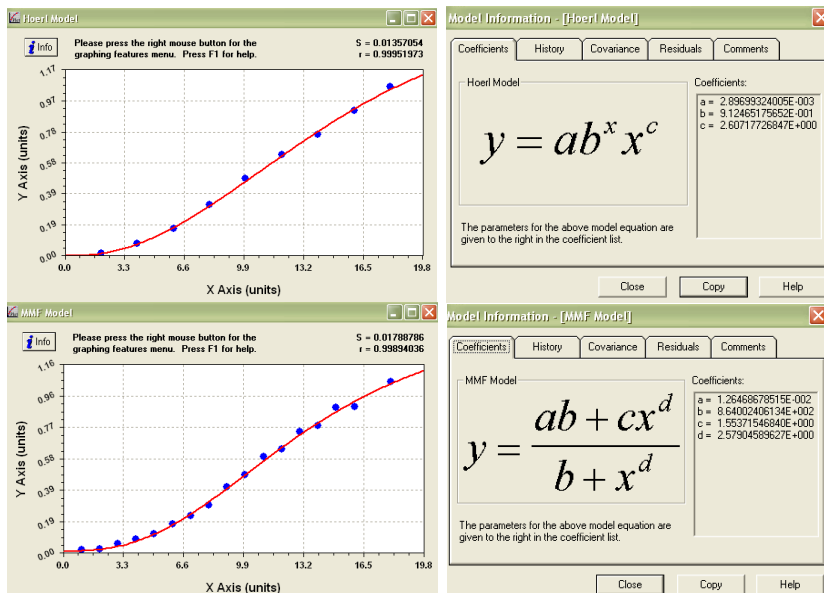 Hoerl Model
Info
Please press the right mouse button for the
graphing features menu. Press F1 for help.
S = 0.01357054
r = 0.99951973
Y Axis (units)
1.17
0.97
0.78
0.58
0.39
0.19
0.00
0.0 3.3 6.6 9.9 13.2 16.5 19.8
X Axis (units)
Model Information - [Hoerl Model]
Coefficients History Covariance Residuals Comments
Hoerl Model
y = ab^x x^c
Coefficients:
a = 2.89699324005E-003
b = 9.12465175652E-001
c = 2.60717726847E+000
The parameters for the above model equation are
given to the right in the coefficient list.
Close Copy Help
MMF Model
Info
Please press the right mouse button for the
graphing features menu. Press F1 for help.
S = 0.01788786
r = 0.99894036
Y Axis (units)
1.16
0.96
0.77
0.58
0.39
0.19
0.00
0.0 3.3 6.6 9.9 13.2 16.5 19.8
X Axis (units)
Model Information - [MMF Model]
Coefficients History Covariance Residuals Comments
MMF Model
y = (ab + cx^d) / (b + x^d)
Coefficients:
a = 1.26468678515E-002
b = 8.64002406134E+002
c = 1.55371546840E+000
d = 2.57904589627E+000
The parameters for the above model equation are
given to the right in the coefficient list.
Close Copy Help